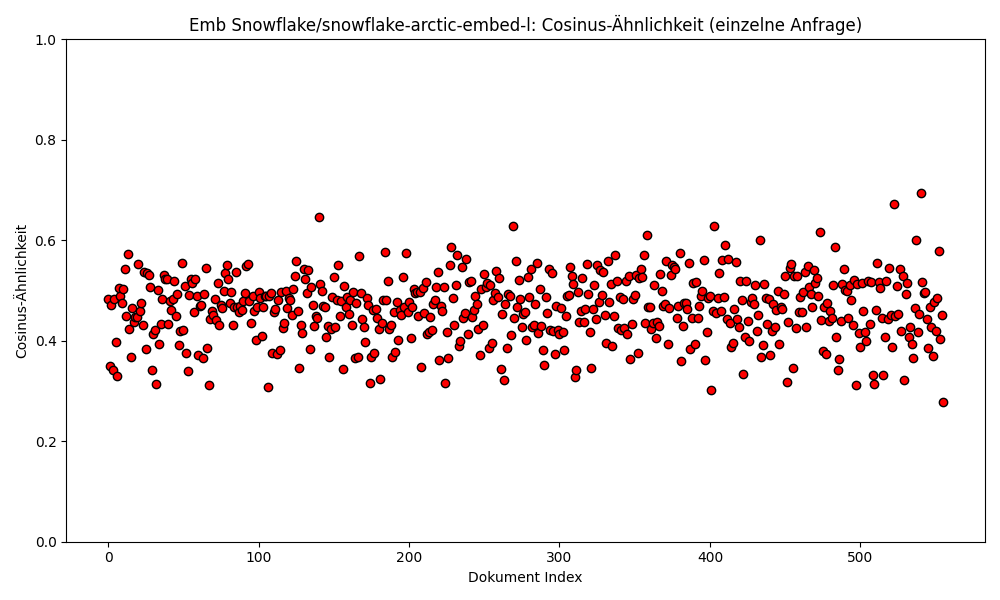 Emb Snowflake/snowflake-arctic-embed-l: Cosinus-Ähnlichkeit (einzelne Anfrage)
1.0
0.8
0.6
0.4
0.2
0.0
Cosinus-Ähnlichkeit
0 100 200 300 400 500
Dokument Index